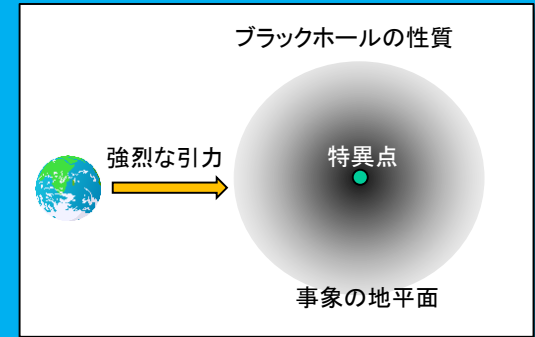 ブラックホールの性質
強烈な引力
特異点
事象の地平面